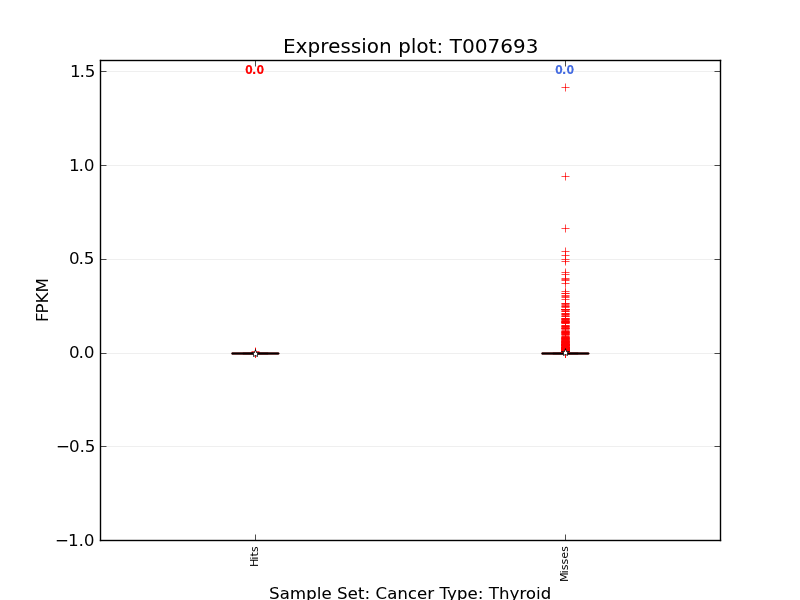 Expression plot: T007693
0.0 0.0
1.5
1.0
0.5
0.0
−0.5
−1.0
FPKM
Hits Misses
Sample Set: Cancer Type: Thyroid